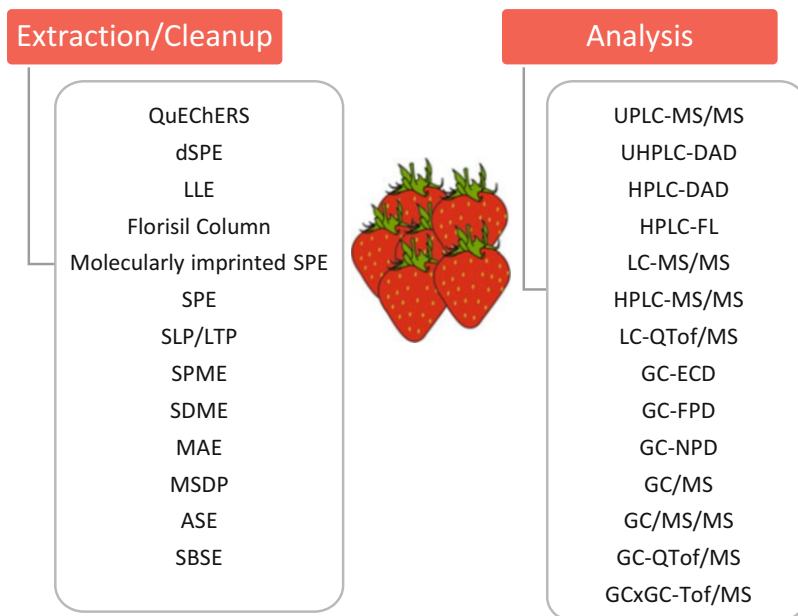 Extraction/Cleanup
QuEChERS
dSPE
LLE
Florisil Column
Molecularly imprinted SPE
SPE
SLP/LTP
SPME
SDME
MAE
MSDP
ASE
SBSE
Analysis
UPLC-MS/MS
UHPLC-DAD
HPLC-DAD
HPLC-FL
LC-MS/MS
HPLC-MS/MS
LC-QTof/MS
GC-ECD
GC-FPD
GC-NPD
GC/MS
GC/MS/MS
GC-QTof/MS
GCxGC-Tof/MS